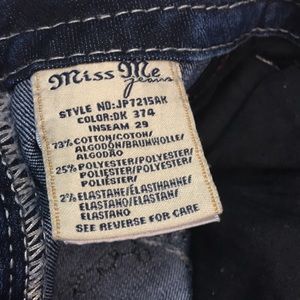 Miss Me
jeans
STYLE NO:JP7215AK
COLOR:DK 374
INSEAM 29
73% COTTON/COTON/
ALGODÓN/BAUMWOLLE/
ALGODÃO
25% POLYESTER/POLYESTER/
POLIÉSTER/POLYESTER/
POLIÉSTER
2% ELASTANE/ÉLASTHANNE/
ELASTANO/ELASTAN/
ELASTANO
SEE REVERSE FOR CARE